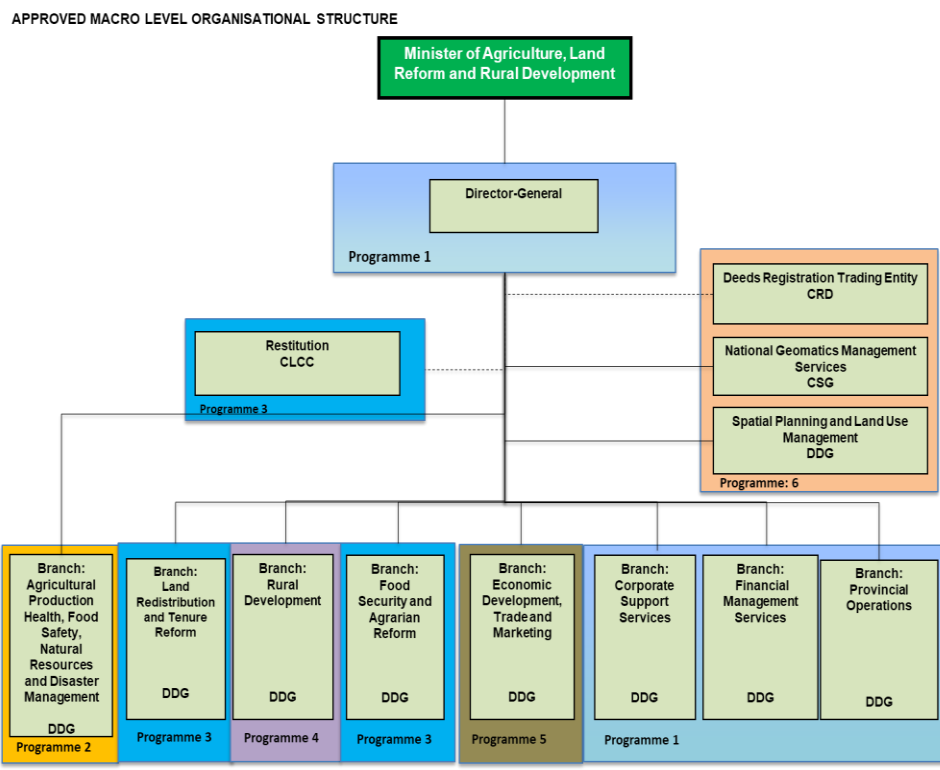 APPROVED MACRO LEVEL ORGANISATIONAL STRUCTURE
Minister of Agriculture, Land
Reform and Rural Development
Director-General
Programme 1
Deeds Registration Trading Entity
CRD
National Geomatics Management
Services
CSG
Spatial Planning and Land Use
Management
DDG
Programme: 6
Restitution
CLCC
Programme 3
Branch:
Agricultural
Production
Health, Food
Safety,
Natural
Resources
and Disaster
Management
DDG
Programme 2
Branch:
Land
Redistribution
and Tenure
Reform
DDG
Programme 3
Branch:
Rural
Development
DDG
Programme 4
Branch:
Food
Security and
Agrarian
Reform
DDG
Programme 3
Branch:
Economic
Development,
Trade and
Marketing
DDG
Programme 5
Branch:
Corporate
Support
Services
DDG
Branch:
Financial
Management
Services
DDG
Branch:
Provincial
Operations
DDG
Programme 1